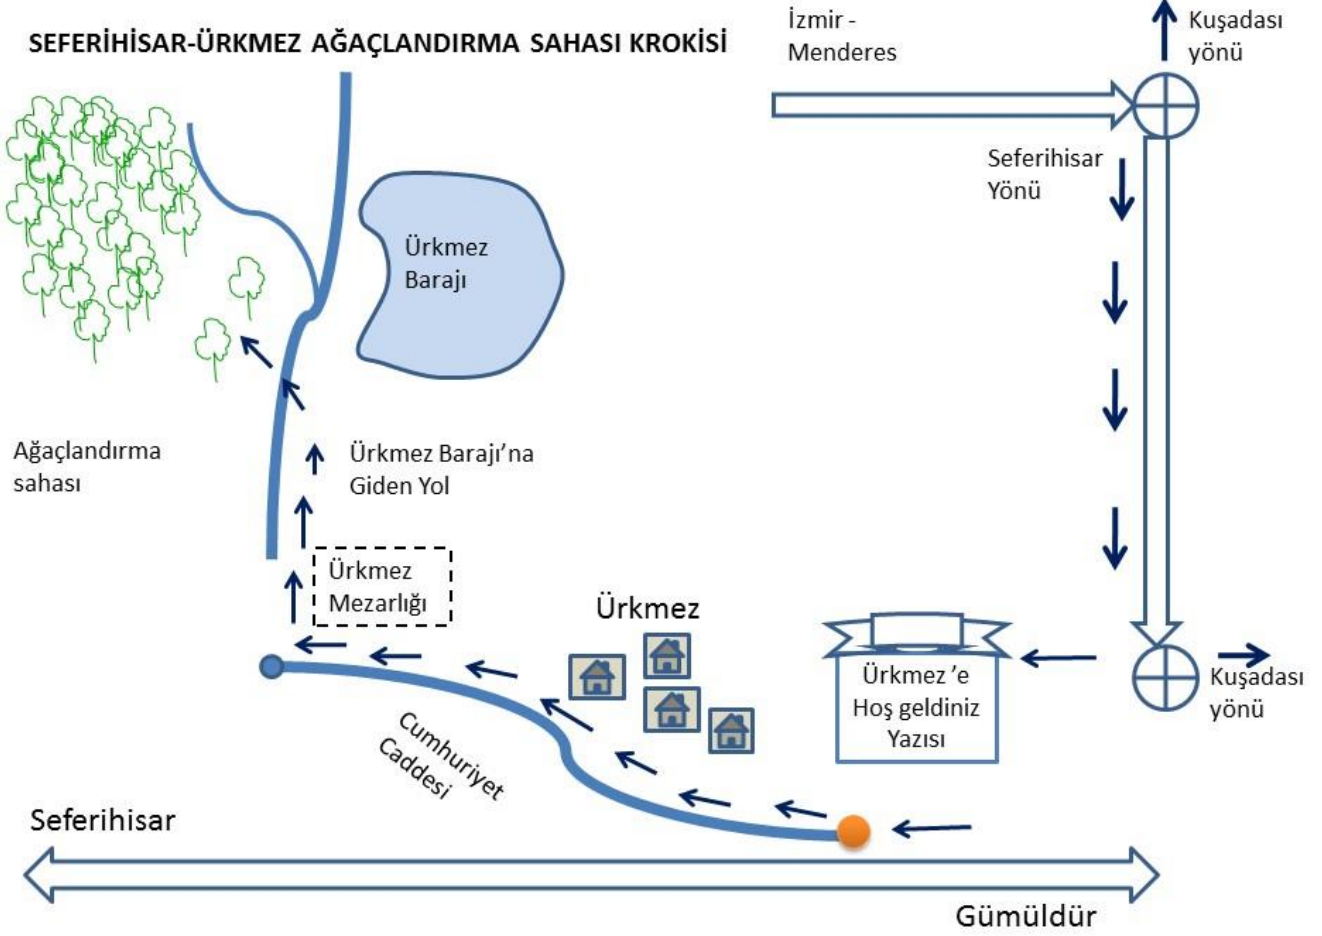 SEFERİHİSAR-ÜRKMEZ AĞAÇLANDIRMA SAHASI KROKİSİ
İzmir -
Menderes
Kuşadası
yönü
Seferihisar
Yönü
Ürkmez
Barajı
Ağaçlandırma
sahası
Ürkmez Barajı’na
Giden Yol
Ürkmez
Mezarlığı
Ürkmez
Ürkmez ’e
Hoş geldiniz
Yazısı
Kuşadası
yönü
Cumhuriyet
Caddesi
Seferihisar
Gümüldür